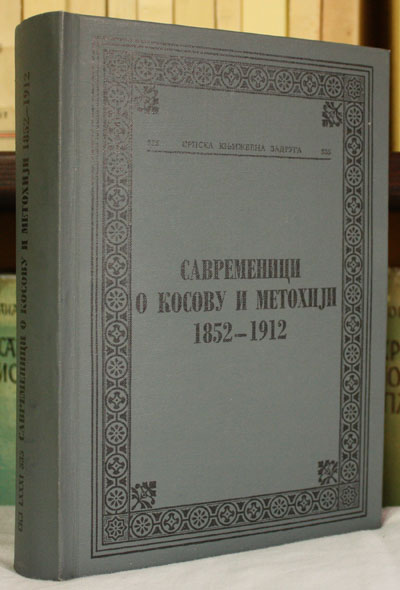 СРПСКА КЊИЖЕВНА ЗАДРУГА
САВРЕМЕНИЦИ
О КОСОВУ И МЕТОХИЈИ
1852—1912
САВРЕМЕНИЦИ О КОСОВУ И МЕТОХИЈИ 1852—1912